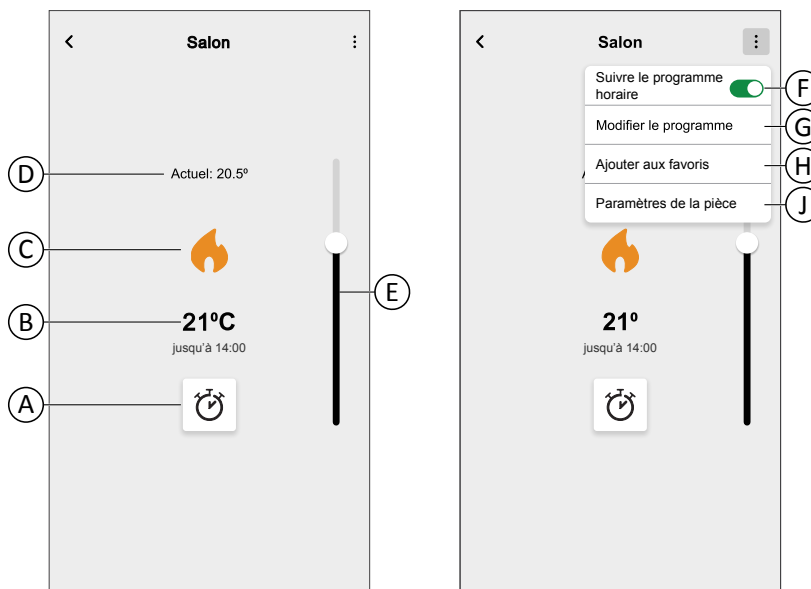 Salon
D
Actuel: 20.5º
C
E
B
21ºC
jusqu'à 14:00
A
Salon
Suivre le programme
horaire
F
Modifier le programme
G
Ajouter aux favoris
H
Paramètres de la pièce
J
21º
jusqu'à 14:00